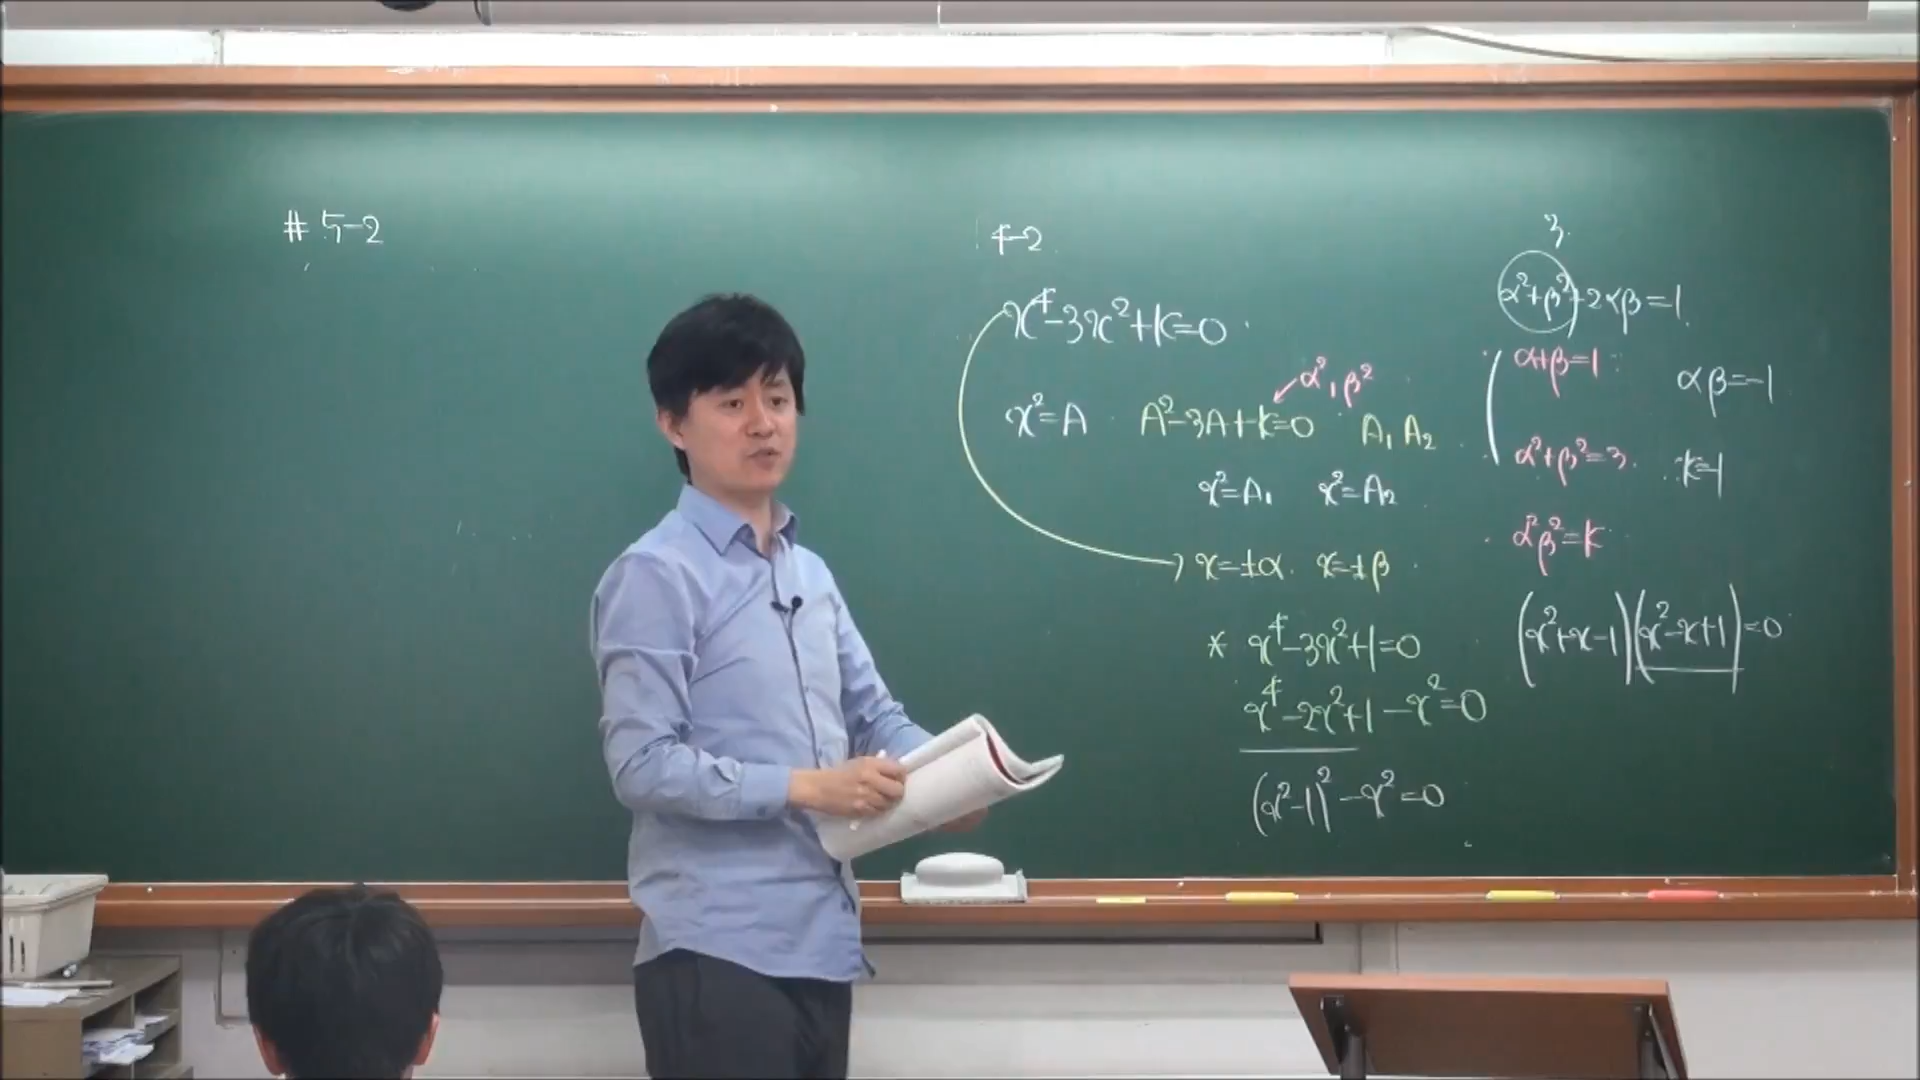 # 5-2
4-2
x⁴-3x²+k=0
α², β²
x²=A A²-3A+k=0 A₁ A₂
x²=A₁ x²=A₂
x=±α. x=±β
* x⁴-3x²+1=0
x⁴-2x²+1-x²=0
(x²-1)²-x²=0
3
α²+β²+2αβ=1
α+β=1 αβ=-1
α²+β²=3. k=1
α²β²=k
(x²+x-1)(x²-x+1)=0